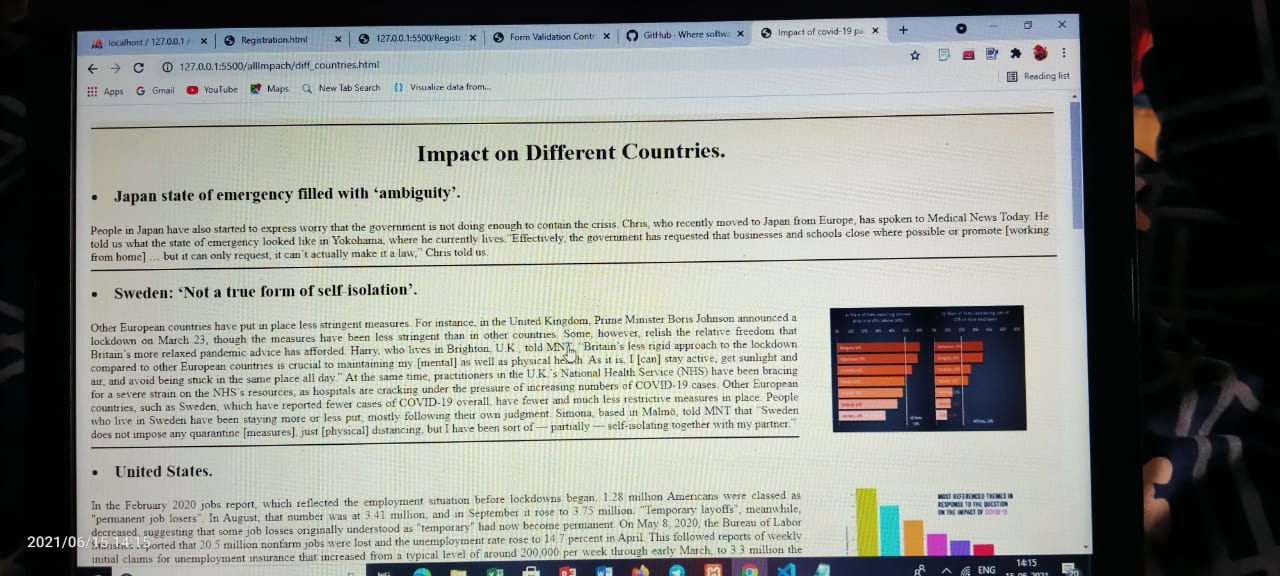 localhost / 127.0.0.1 /
Registration.html
127.0.0.1:5500/Registr
Form Validation Contr
GitHub · Where softwa
Impact of covid-19 pa
127.0.0.1:5500/allImpach/diff_countries.html
Apps
Gmail
YouTube
Maps
New Tab Search
Visualize data from...
Reading list
Impact on Different Countries.
• Japan state of emergency filled with ‘ambiguity’.
People in Japan have also started to express worry that the government is not doing enough to contain the crisis. Chris, who recently moved to Japan from Europe, has spoken to Medical News Today. He
told us what the state of emergency looked like in Yokohama, where he currently lives."Effectively, the government has requested that businesses and schools close where possible or promote [working
from home] … but it can only request, it can't actually make it a law," Chris told us.
• Sweden: ‘Not a true form of self-isolation’.
Other European countries have put in place less stringent measures. For instance, in the United Kingdom, Prime Minister Boris Johnson announced a
lockdown on March 23, though the measures have been less stringent than in other countries. Some, however, relish the relative freedom that
Britain's more relaxed pandemic advice has afforded. Harry, who lives in Brighton, U.K., told MNT, "Britain's less rigid approach to the lockdown
compared to other European countries is crucial to maintaining my [mental] as well as physical health. As it is, I [can] stay active, get sunlight and
air, and avoid being stuck in the same place all day." At the same time, practitioners in the U.K.'s National Health Service (NHS) have been bracing
for a severe strain on the NHS's resources, as hospitals are cracking under the pressure of increasing numbers of COVID-19 cases. Other European
countries, such as Sweden, which have reported fewer cases of COVID-19 overall, have fewer and much less restrictive measures in place. People
who live in Sweden have been staying more or less put, mostly following their own judgment. Simona, based in Malmö, told MNT that "Sweden
does not impose any quarantine [measures], just [physical] distancing, but I have been sort of — partially — self-isolating together with my partner."
• United States.
In the February 2020 jobs report, which reflected the employment situation before lockdowns began, 1.28 million Americans were classed as
"permanent job losers". In August, that number was at 3.41 million, and in September it rose to 3.75 million. "Temporary layoffs", meanwhile,
decreased, suggesting that some job losses originally understood as "temporary" had now become permanent. On May 8, 2020, the Bureau of Labor
reported that 20.5 million nonfarm jobs were lost and the unemployment rate rose to 14.7 percent in April. This followed reports of weekly
initial claims for unemployment insurance that increased from a typical level of around 200,000 per week through early March, to 3.3 million the
MOST REFERENCED THEMES IN
RESPONSE TO THE QUESTION
ON THE IMPACT OF COVID-19
2021/06/15 14:15
ENG
14:15
15-06-2021
20